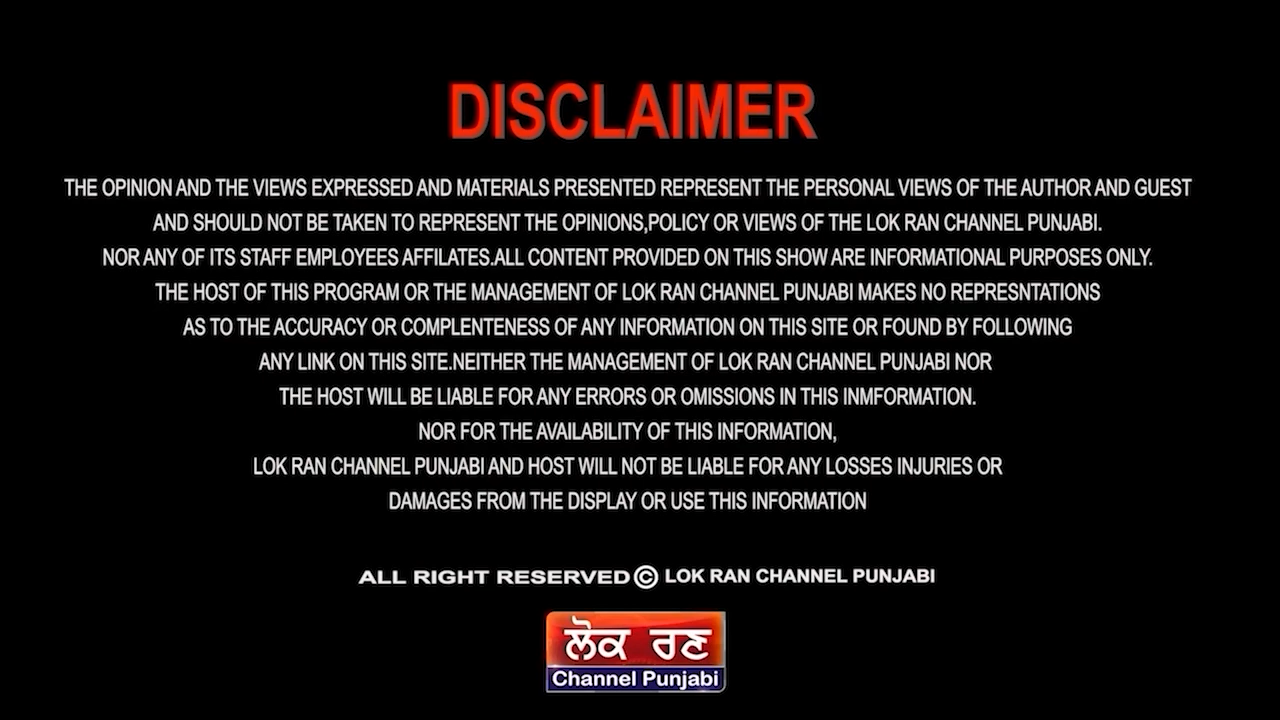 DISCLAIMER
THE OPINION AND THE VIEWS EXPRESSED AND MATERIALS PRESENTED REPRESENT THE PERSONAL VIEWS OF THE AUTHOR AND GUEST
AND SHOULD NOT BE TAKEN TO REPRESENT THE OPINIONS,POLICY OR VIEWS OF THE LOK RAN CHANNEL PUNJABI.
NOR ANY OF ITS STAFF EMPLOYEES AFFILATES.ALL CONTENT PROVIDED ON THIS SHOW ARE INFORMATIONAL PURPOSES ONLY.
THE HOST OF THIS PROGRAM OR THE MANAGEMENT OF LOK RAN CHANNEL PUNJABI MAKES NO REPRESNTATIONS
AS TO THE ACCURACY OR COMPLENTENESS OF ANY INFORMATION ON THIS SITE OR FOUND BY FOLLOWING
ANY LINK ON THIS SITE.NEITHER THE MANAGEMENT OF LOK RAN CHANNEL PUNJABI NOR
THE HOST WILL BE LIABLE FOR ANY ERRORS OR OMISSIONS IN THIS INMFORMATION.
NOR FOR THE AVAILABILITY OF THIS INFORMATION,
LOK RAN CHANNEL PUNJABI AND HOST WILL NOT BE LIABLE FOR ANY LOSSES INJURIES OR
DAMAGES FROM THE DISPLAY OR USE THIS INFORMATION
ALL RIGHT RESERVED © LOK RAN CHANNEL PUNJABI
ਲੋਕ ਰਣ
Channel Punjabi